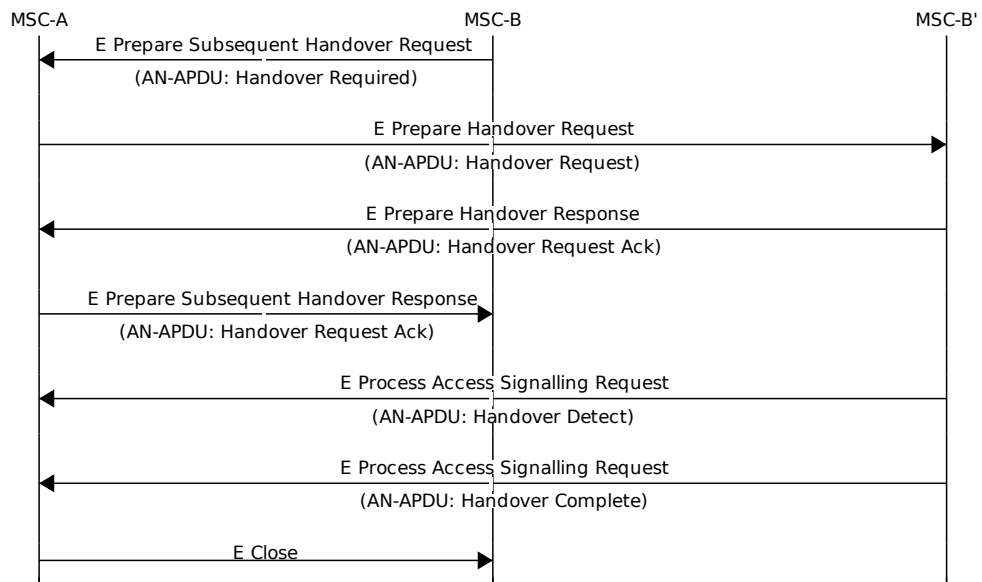 MSC-A MSC-B MSC-B'
E Prepare Subsequent Handover Request
(AN-APDU: Handover Required)
E Prepare Handover Request
(AN-APDU: Handover Request)
E Prepare Handover Response
(AN-APDU: Handover Request Ack)
E Prepare Subsequent Handover Response
(AN-APDU: Handover Request Ack)
E Process Access Signalling Request
(AN-APDU: Handover Detect)
E Process Access Signalling Request
(AN-APDU: Handover Complete)
E Close